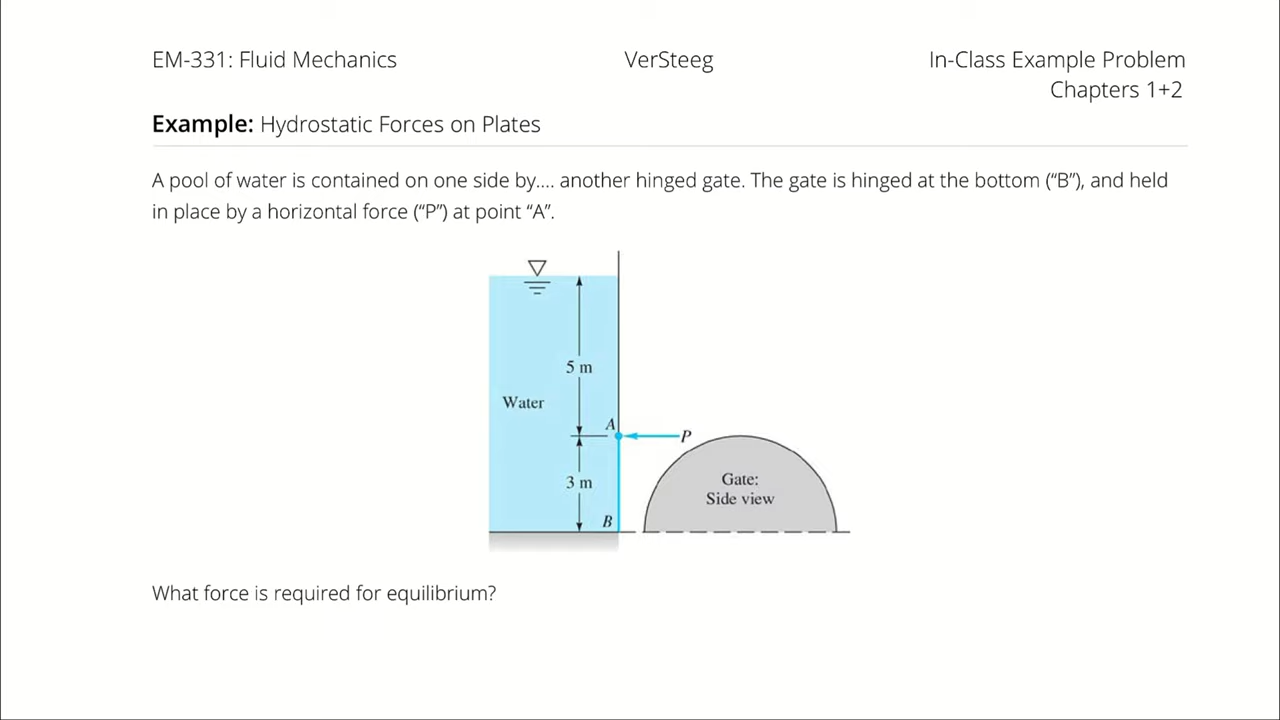 EM-331: Fluid Mechanics
VerSteeg
In-Class Example Problem
Chapters 1+2
Example: Hydrostatic Forces on Plates
A pool of water is contained on one side by.... another hinged gate. The gate is hinged at the bottom (“B”), and held
in place by a horizontal force (“P”) at point “A”.
5 m
Water
A
P
3 m
Gate:
Side view
B
What force is required for equilibrium?